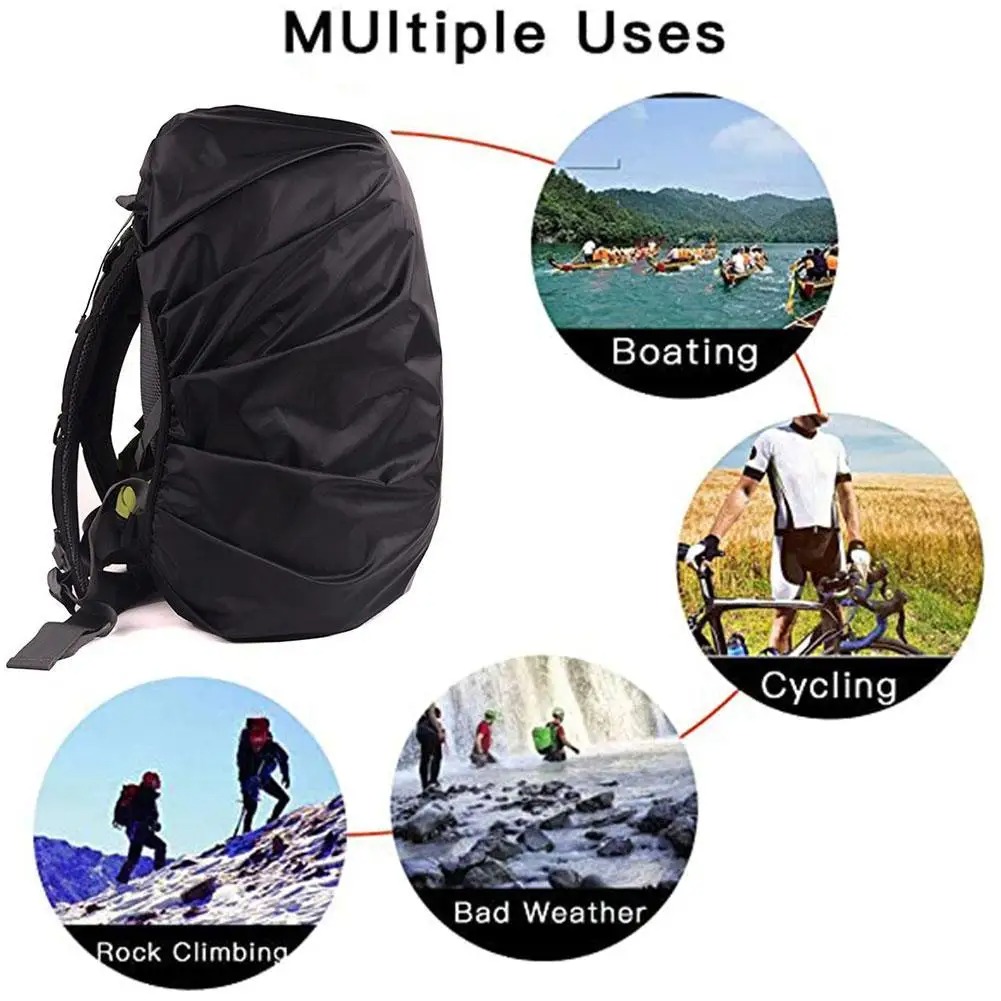 MUltiple Uses
Boating
Cycling
Bad Weather
Rock Climbing